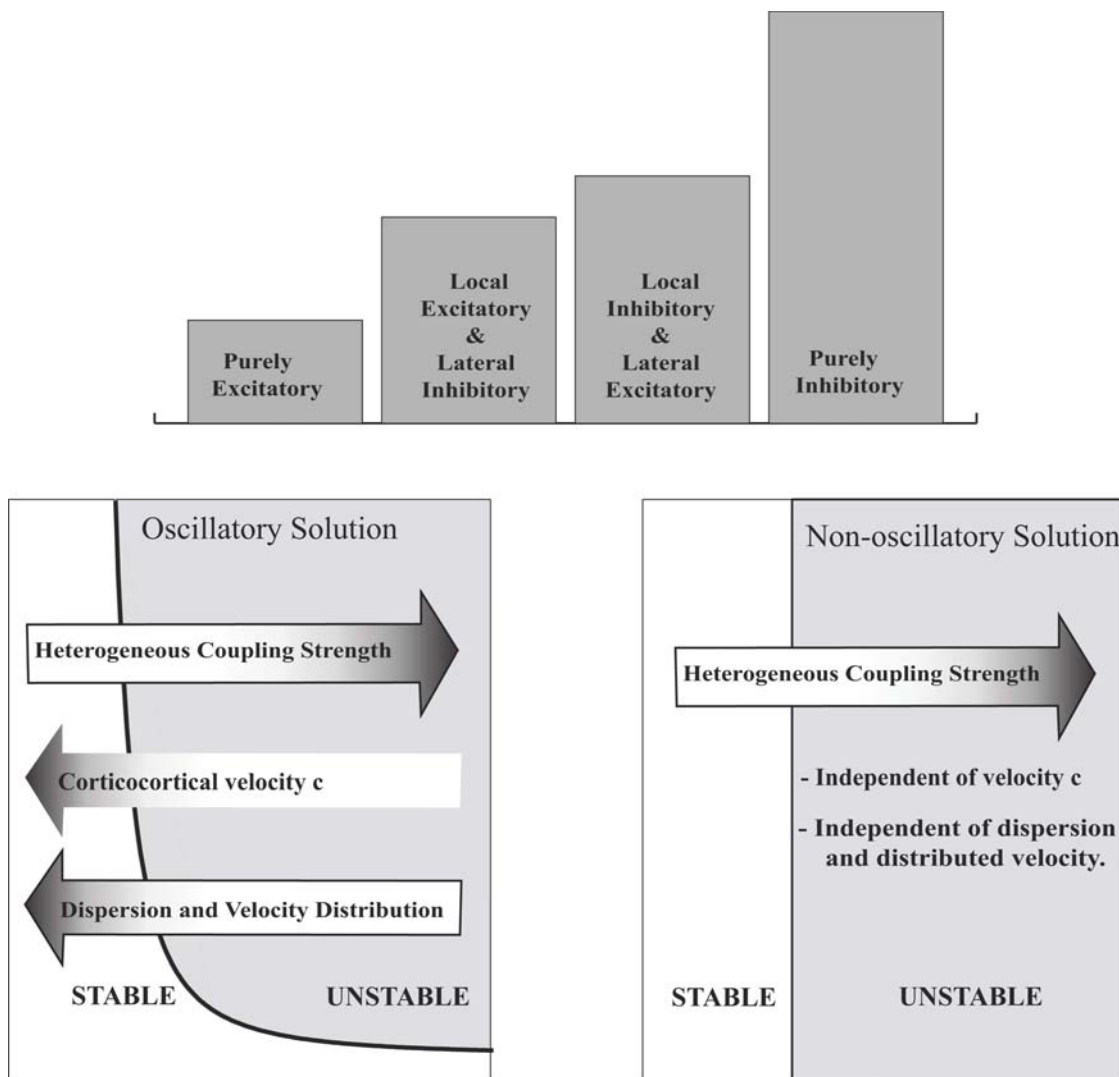 Purely
Excitatory
Local
Excitatory
&
Lateral
Inhibitory
Local
Inhibitory
&
Lateral
Excitatory
Purely
Inhibitory
Oscillatory Solution
Heterogeneous Coupling Strength
Corticocortical velocity c
Dispersion and Velocity Distribution
STABLE
UNSTABLE
Non-oscillatory Solution
Heterogeneous Coupling Strength
- Independent of velocity c
- Independent of dispersion
and distributed velocity.
STABLE
UNSTABLE